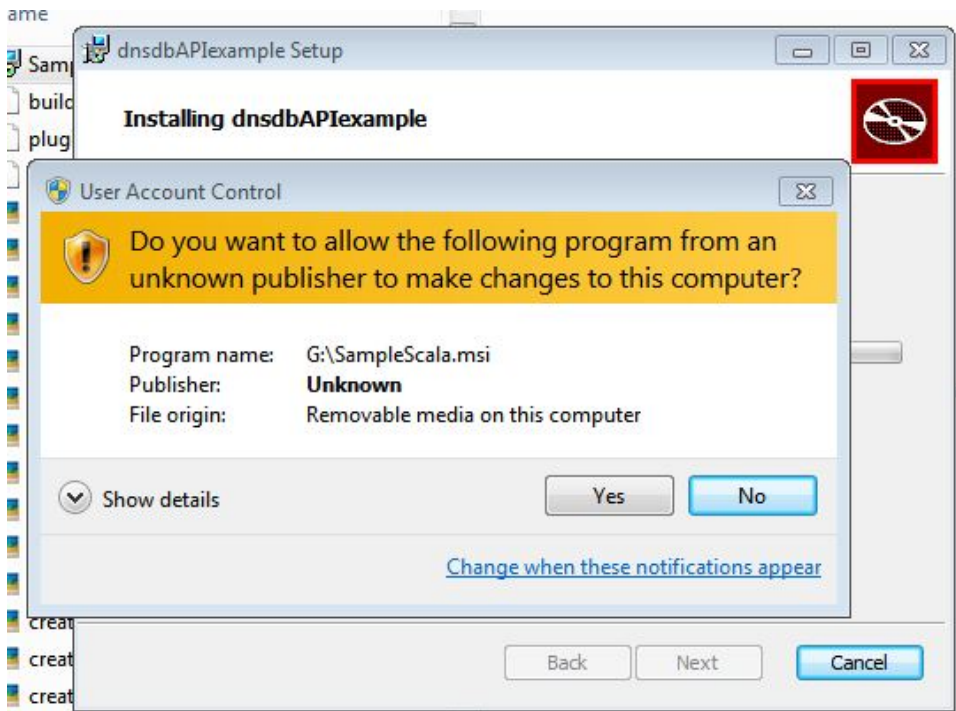 ame
dnsdbAPIexample Setup
Sam
build
Installing dnsdbAPIexample
plug
User Account Control
Do you want to allow the following program from an
unknown publisher to make changes to this computer?
Program name: G:\SampleScala.msi
Publisher: Unknown
File origin: Removable media on this computer
Show details
Yes
No
Change when these notifications appear
creat
creat
creat
Back
Next
Cancel